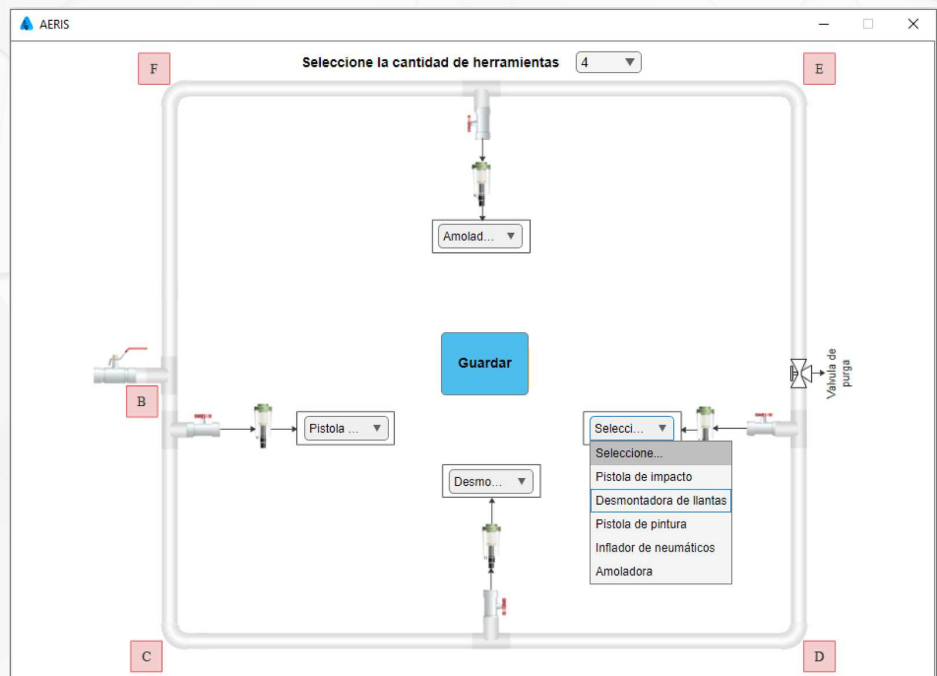 AERIS
Seleccione la cantidad de herramientas 4
F
E
Amolad...
Guardar
Valvula de
purga
B
Pistola ...
Selecci...
Seleccione...
Pistola de impacto
Desmontadora de llantas
Pistola de pintura
Inflador de neumáticos
Amoladora
Desmo...
C
D